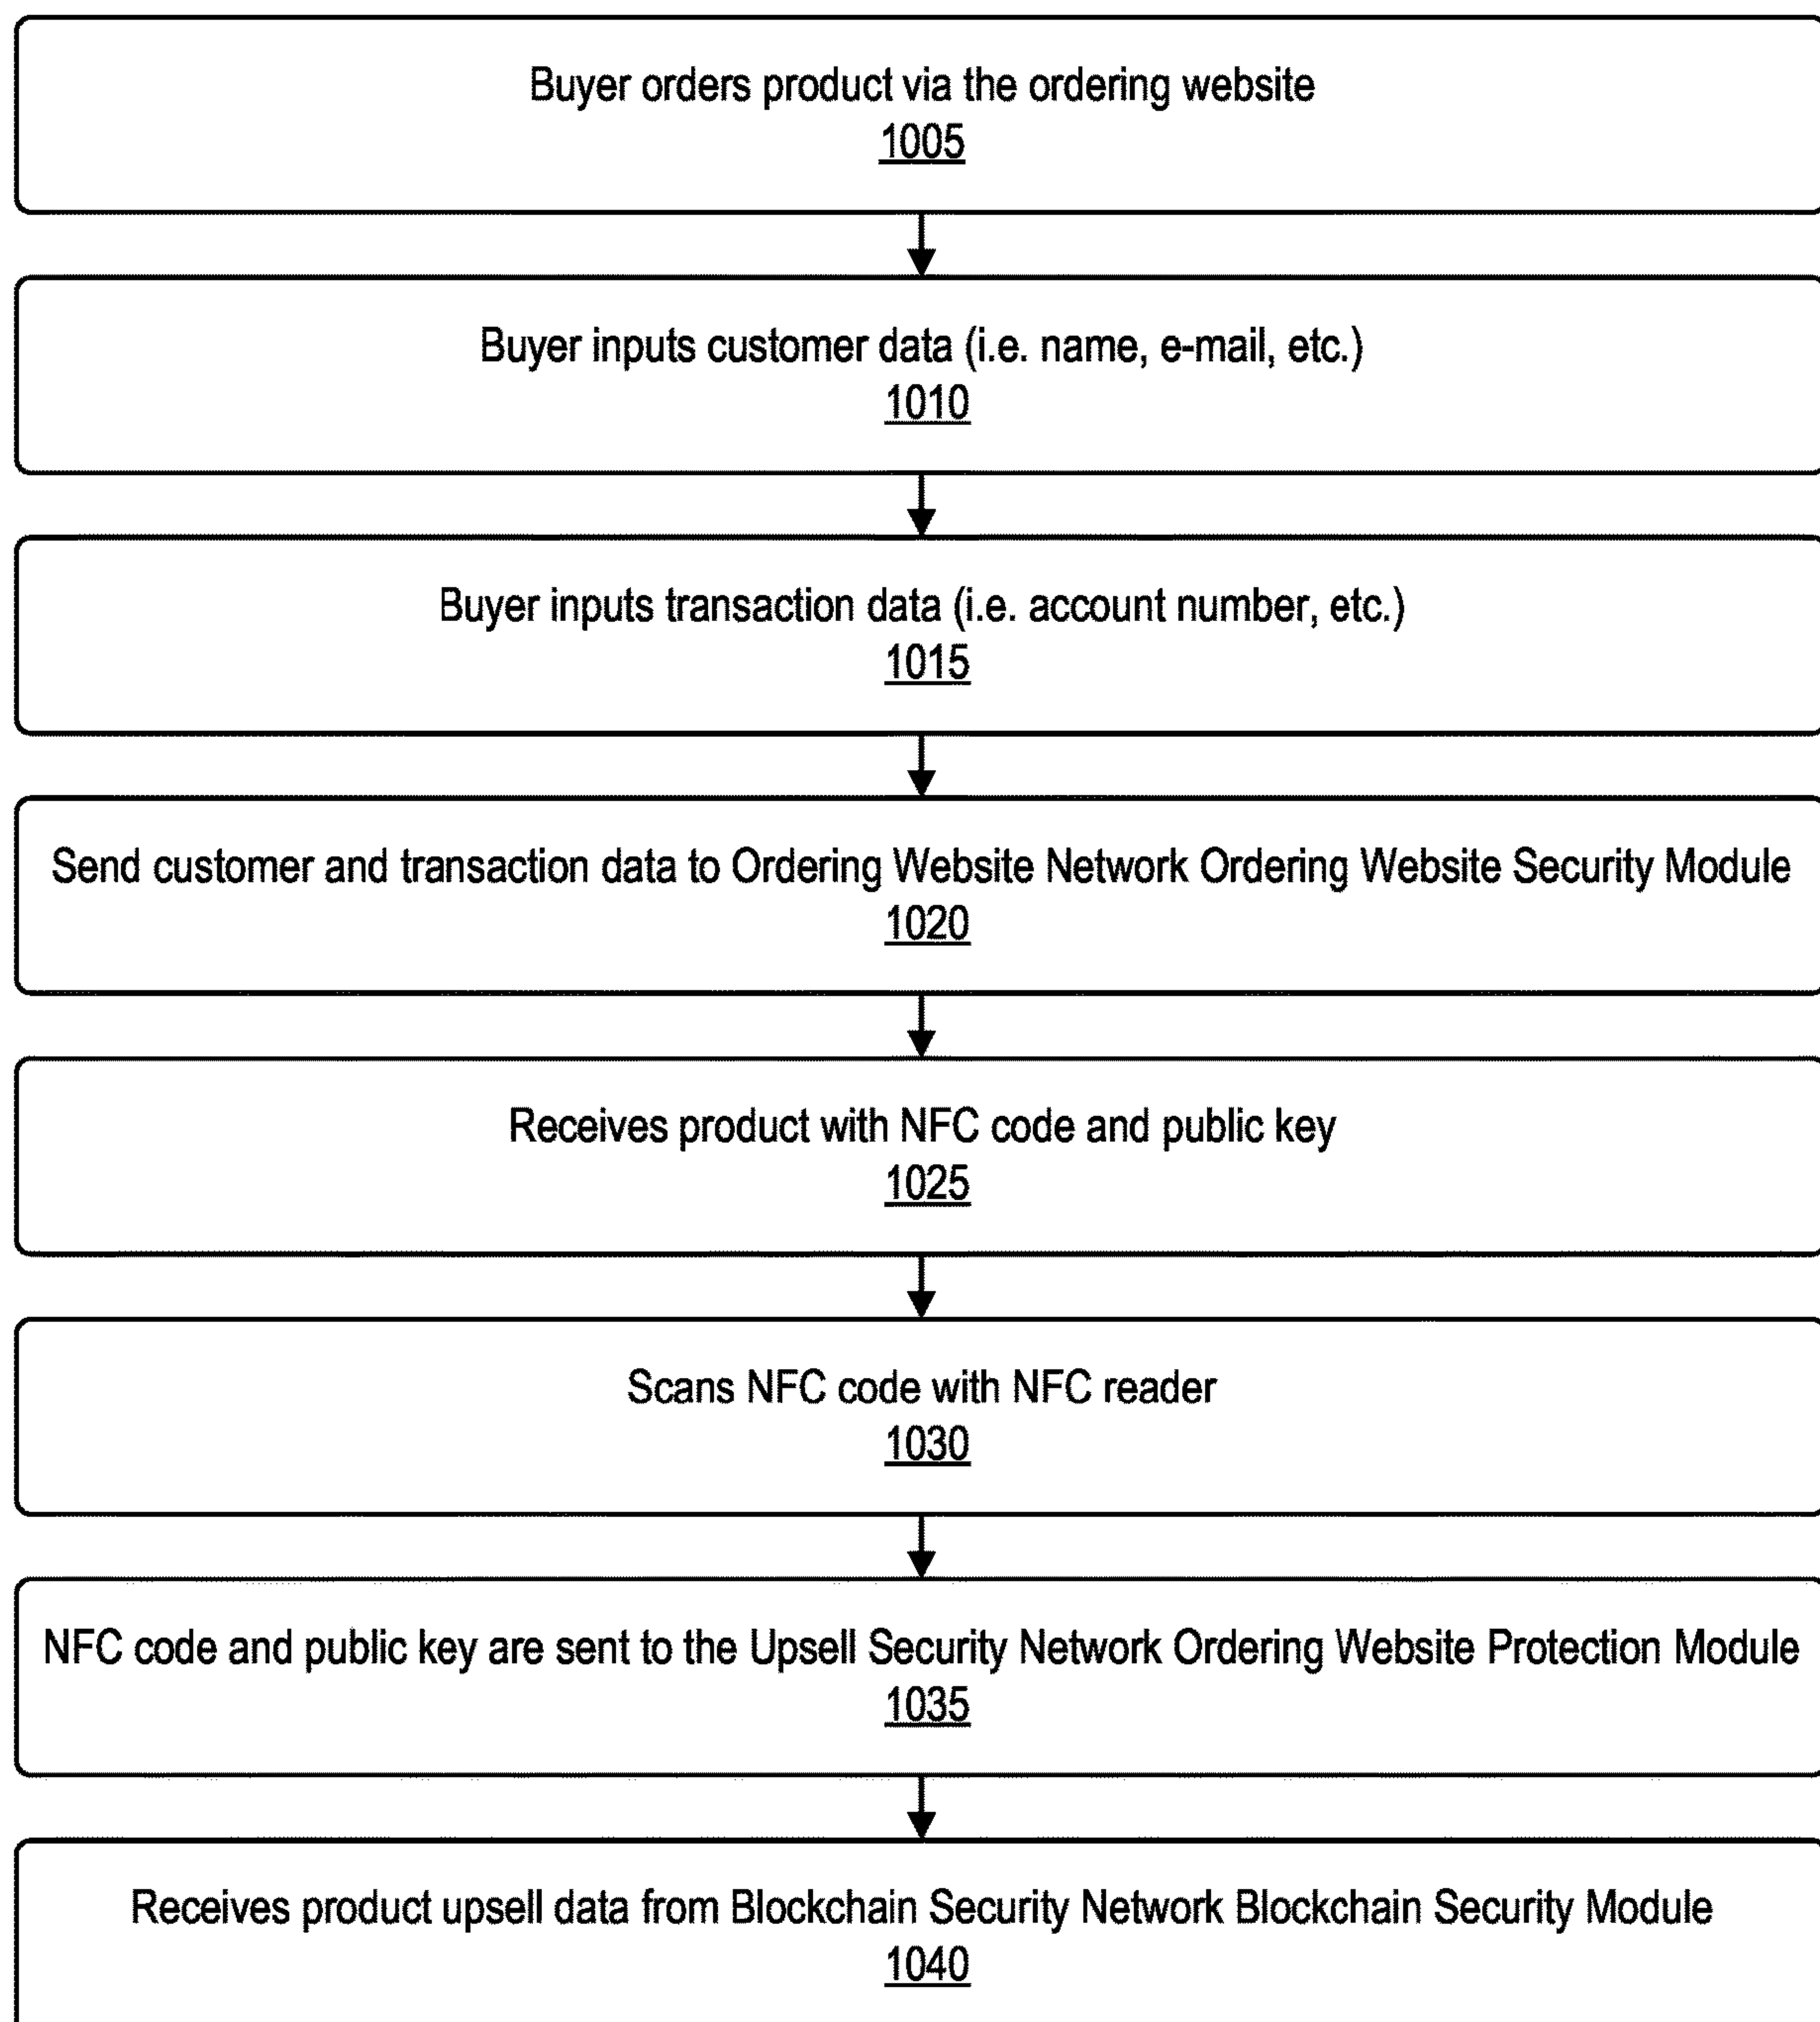 Buyer orders product via the ordering website
1005
Buyer inputs customer data (i.e. name, e-mail, etc.)
1010
Buyer inputs transaction data (i.e. account number, etc.)
1015
Send customer and transaction data to Ordering Website Network Ordering Website Security Module
1020
Receives product with NFC code and public key
1025
Scans NFC code with NFC reader
1030
NFC code and public key are sent to the Upsell Security Network Ordering Website Protection Module
1035
Receives product upsell data from Blockchain Security Network Blockchain Security Module
1040